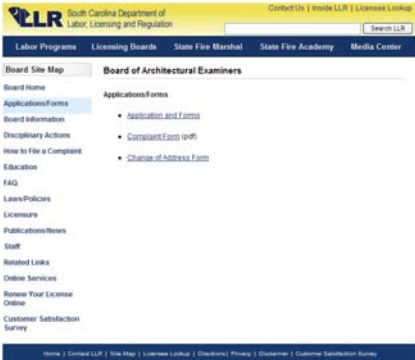 Contact Us | Inside LLR | Licensee Lookup
LLR South Carolina Department of
Labor, Licensing and Regulation
Search LLR
Labor Programs Licensing Boards State Fire Marshal State Fire Academy Media Center
Board Site Map
Board Home
Applications/Forms
Board Information
Disciplinary Actions
How to File a Complaint
Education
FAQ
Laws/Policies
Licensure
Publications/News
Staff
Related Links
Online Services
Renew Your License
Online
Customer Satisfaction
Survey
Board of Architectural Examiners
Applications/Forms
Application and Forms
Complaint Form (pdf)
Change of Address Form
Home | Contact LLR | Site Map | Licensee Lookup | Directions | Privacy | Disclaimer | Customer Satisfaction Survey